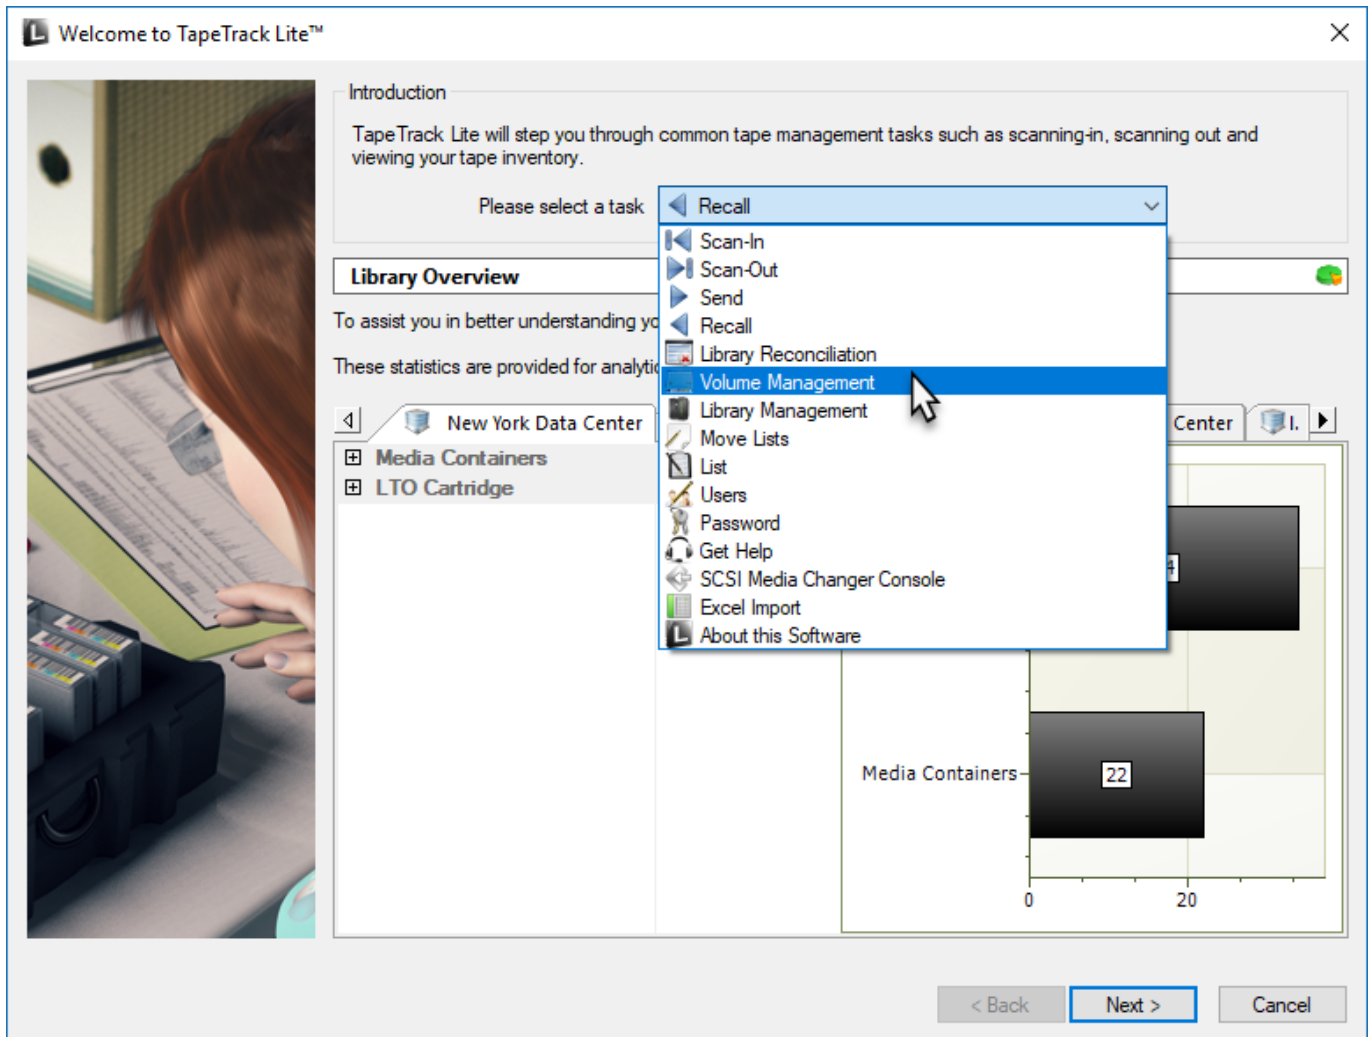 Welcome to TapeTrack Lite™
Introduction
TapeTrack Lite will step you through common tape management tasks such as scanning-in, scanning out and
viewing your tape inventory.
Please select a task
Recall
Scan-In
Scan-Out
Send
Recall
Library Reconciliation
Volume Management
Library Management
Move Lists
List
Users
Password
Get Help
SCSI Media Changer Console
Excel Import
About this Software
Library Overview
To assist you in better understanding
These statistics are provided for
New York Data Center
Center
Media Containers
LTO Cartridge
4
Media Containers
22
0
20
< Back
Next >
Cancel